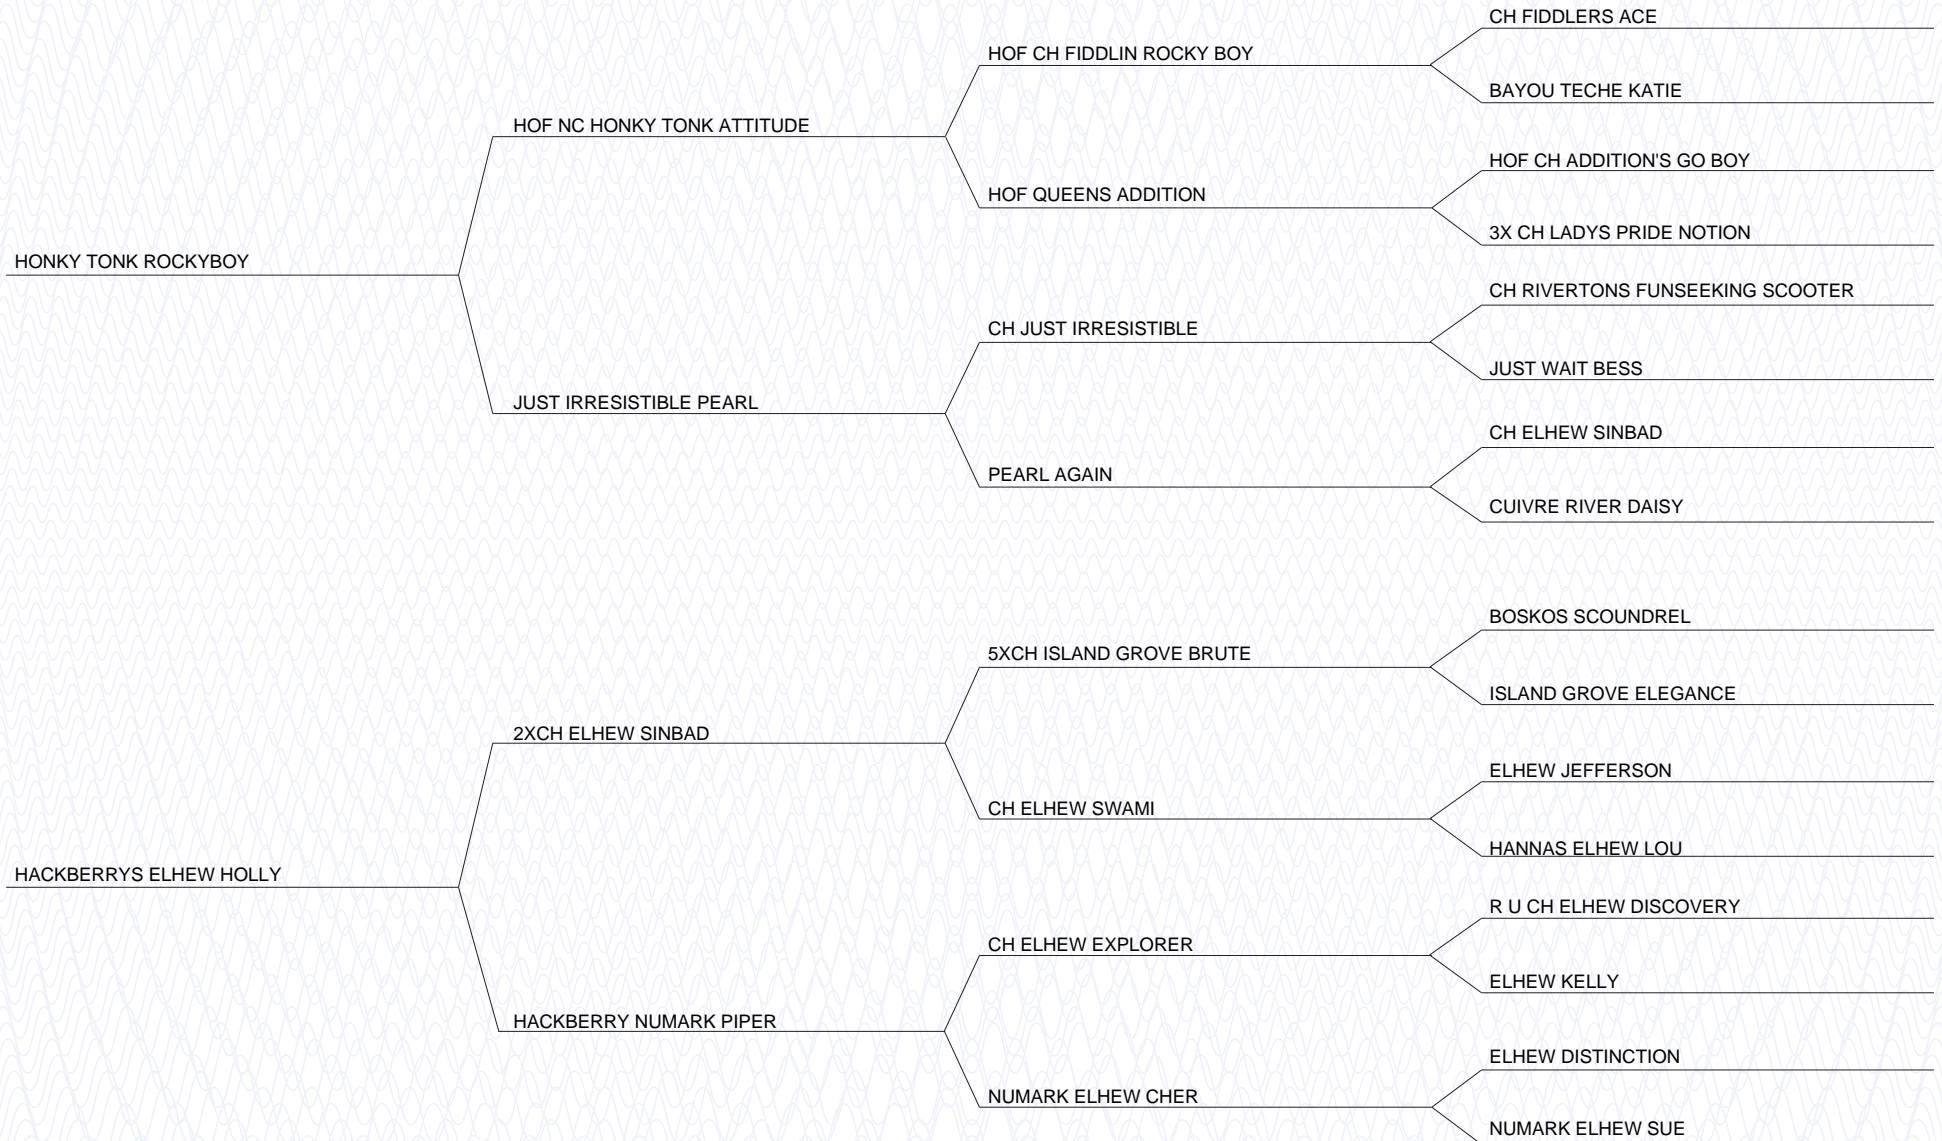 CH FIDDLERS ACE
HOF CH FIDDLIN ROCKY BOY
BAYOU TECHE KATIE
HOF NC HONKY TONK ATTITUDE
HOF CH ADDITION'S GO BOY
HOF QUEENS ADDITION
3X CH LADYS PRIDE NOTION
HONKY TONK ROCKYBOY
CH RIVERTONS FUNSEEKING SCOOTER
CH JUST IRRESISTIBLE
JUST WAIT BESS
JUST IRRESISTIBLE PEARL
CH ELHEW SINBAD
PEARL AGAIN
CUIVRE RIVER DAISY
BOSKOS SCOUNDREL
5XCH ISLAND GROVE BRUTE
ISLAND GROVE ELEGANCE
2XCH ELHEW SINBAD
ELHEW JEFFERSON
CH ELHEW SWAMI
HANNAS ELHEW LOU
HACKBERRYS ELHEW HOLLY
R U CH ELHEW DISCOVERY
CH ELHEW EXPLORER
ELHEW KELLY
HACKBERRY NUMARK PIPER
ELHEW DISTINCTION
NUMARK ELHEW CHER
NUMARK ELHEW SUE